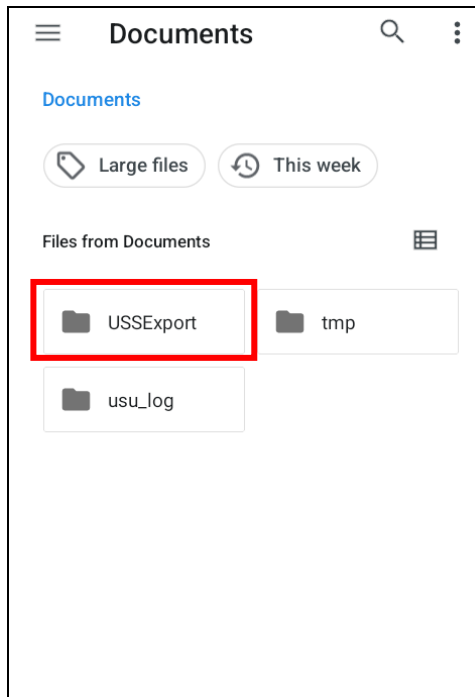 Documents
Documents
Large files
This week
Files from Documents
USSExport
tmp
usu_log